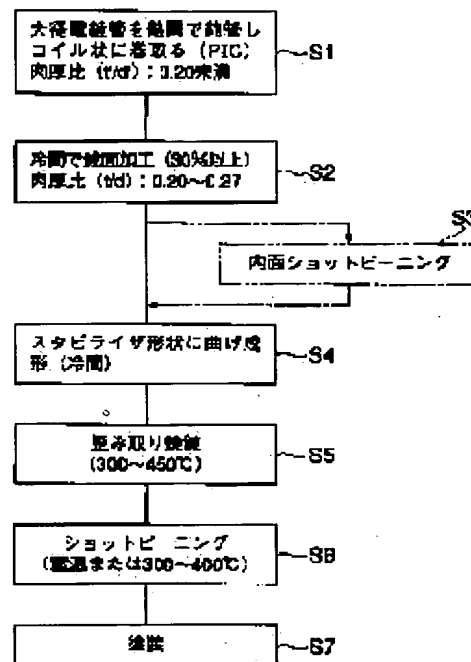 大径電縫管を熱間で縮管し
コイル状に巻取る (PIC)
肉厚比 (t/d) : 0.20未満
S1
冷間で縮面加工 (30%以上)
肉厚比 (t/d) : 0.20〜0.27
S2
S3
内面ショットピーニング
スタビライザ形状に曲げ成
形 (冷間)
S4
歪み取り焼鈍
(300〜450℃)
S5
ショットピーニング
(室温または300〜400℃)
S6
塗装
S7